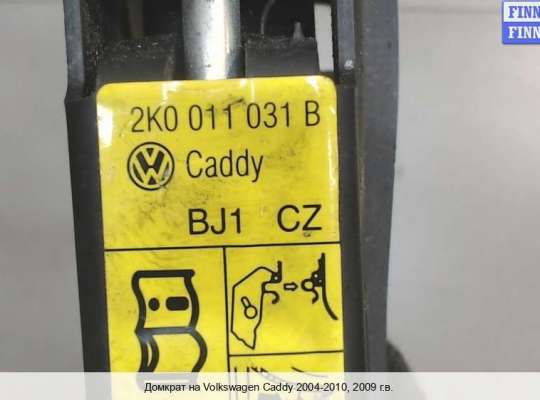 FINN
FINN
2K0 011 031 B
Caddy
BJ1 CZ
Домкрат на Volkswagen Caddy 2004-2010, 2009 г.в.